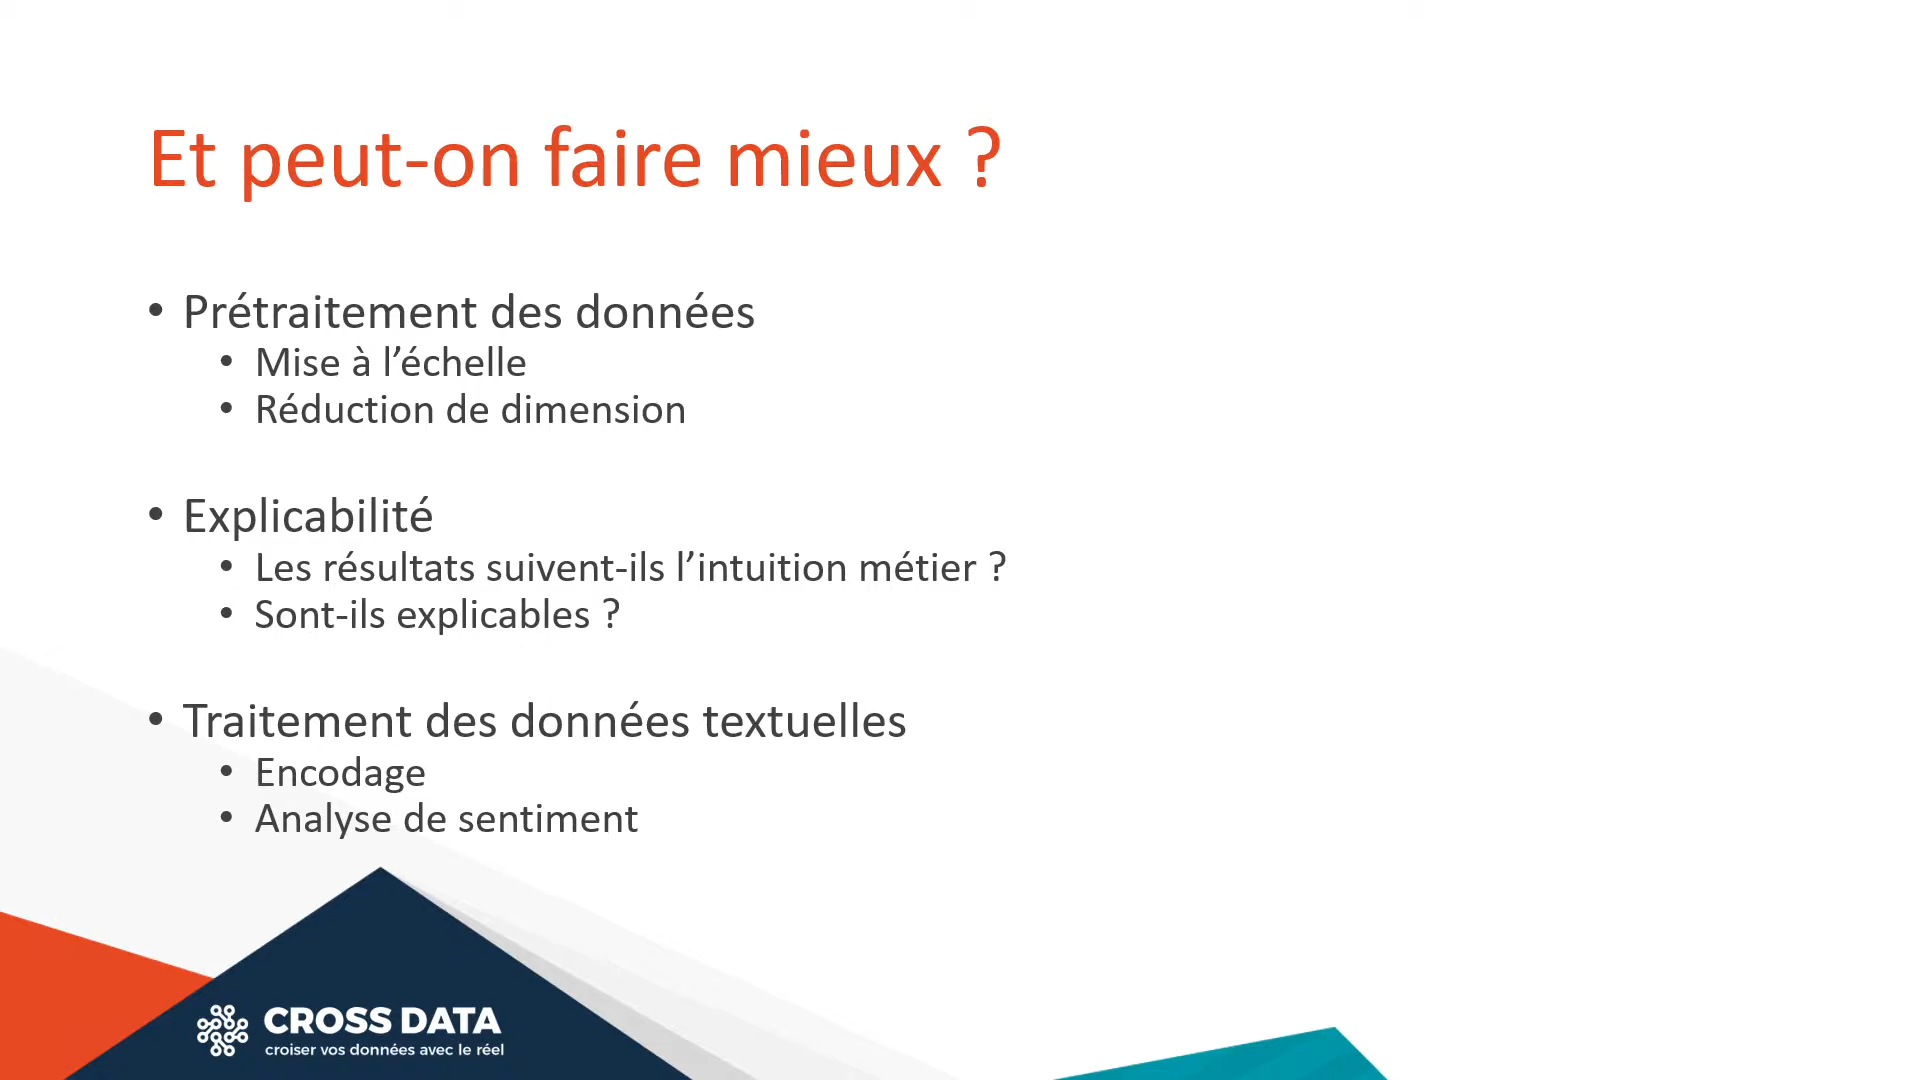 Et peut-on faire mieux ?
• Prétraitement des données
• Mise à l’échelle
• Réduction de dimension
• Explicabilité
• Les résultats suivent-ils l’intuition métier ?
• Sont-ils explicables ?
• Traitement des données textuelles
• Encodage
• Analyse de sentiment
CROSS DATA
croiser vos données avec le réel